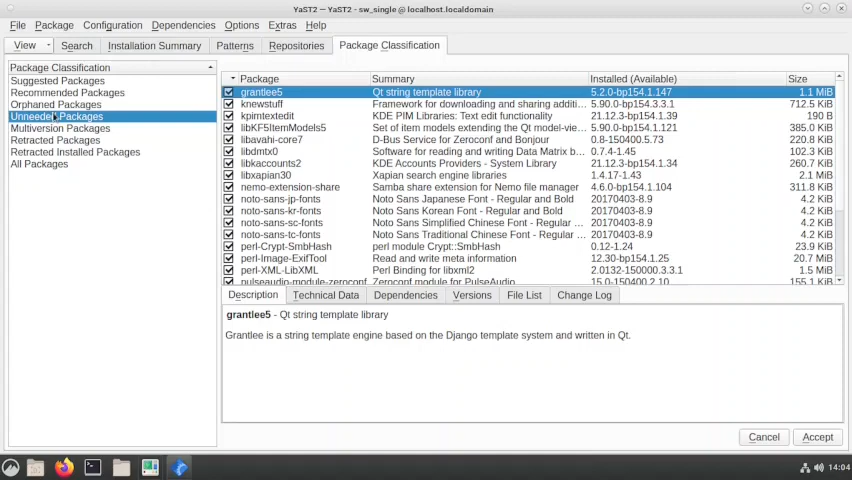 YaST2 — YaST2 - sw_single @ localhost.localdomain
File Package Configuration Dependencies Options Extras Help
View Search Installation Summary Patterns Repositories Package Classification
Package Classification
Suggested Packages
Recommended Packages
Orphaned Packages
Unneeded Packages
Multiversion Packages
Retracted Packages
Retracted Installed Packages
All Packages
Package Summary Installed (Available) Size
grantlee5 Qt string template library 5.2.0-bp154.1.147 1.1 MiB
knewstuff Framework for downloading and sharing additi... 5.90.0-bp154.3.3.1 712.5 KiB
kpimtextedit KDE PIM Libraries: Text edit functionality 21.12.3-bp154.1.39 190 B
libKF5ItemModels5 Set of item models extending the Qt model-vie... 5.90.0-bp154.1.121 385.0 KiB
libavahi-core7 D-Bus Service for Zeroconf and Bonjour 0.8-150400.5.73 220.8 KiB
libdmtx0 Software for reading and writing Data Matrix b... 0.7.4-1.45 102.3 KiB
libkaccounts2 KDE Accounts Providers - System Library 21.12.3-bp154.1.34 260.7 KiB
libxapian30 Xapian search engine libraries 1.4.17-1.43 2.1 MiB
nemo-extension-share Samba share extension for Nemo file manager 4.6.0-bp154.1.104 311.8 KiB
noto-sans-jp-fonts Noto Sans Japanese Font - Regular and Bold 20170403-8.9 4.2 KiB
noto-sans-kr-fonts Noto Sans Korean Font - Regular and Bold 20170403-8.9 4.2 KiB
noto-sans-sc-fonts Noto Sans Simplified Chinese Font - Regular ... 20170403-8.9 4.2 KiB
noto-sans-tc-fonts Noto Sans Traditional Chinese Font - Regular ... 20170403-8.9 4.2 KiB
perl-Crypt-SmbHash perl module Crypt::SmbHash 0.12-1.24 23.9 KiB
perl-Image-ExifTool Read and write meta information 12.30-bp154.1.25 20.7 MiB
perl-XML-LibXML Perl Binding for libxml2 2.0132-150000.3.3.1 1.5 MiB
pulseaudio-module-zeroconf Zeroconf module for PulseAudio 15.0-150400.2.10 155.1 KiB
Description Technical Data Dependencies Versions File List Change Log
grantlee5 - Qt string template library
Grantlee is a string template engine based on the Django template system and written in Qt.
Cancel Accept
14:04